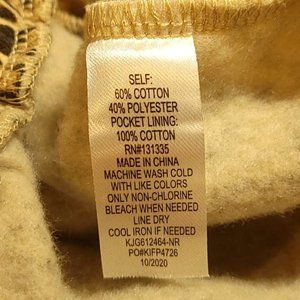 SELF:
60% COTTON
40% POLYESTER
POCKET LINING:
100% COTTON
RN#131335
MADE IN CHINA
MACHINE WASH COLD
WITH LIKE COLORS
ONLY NON-CHLORINE
BLEACH WHEN NEEDED
LINE DRY
COOL IRON IF NEEDED
KJG612464-NR
PO#KIFP4726
10/2020